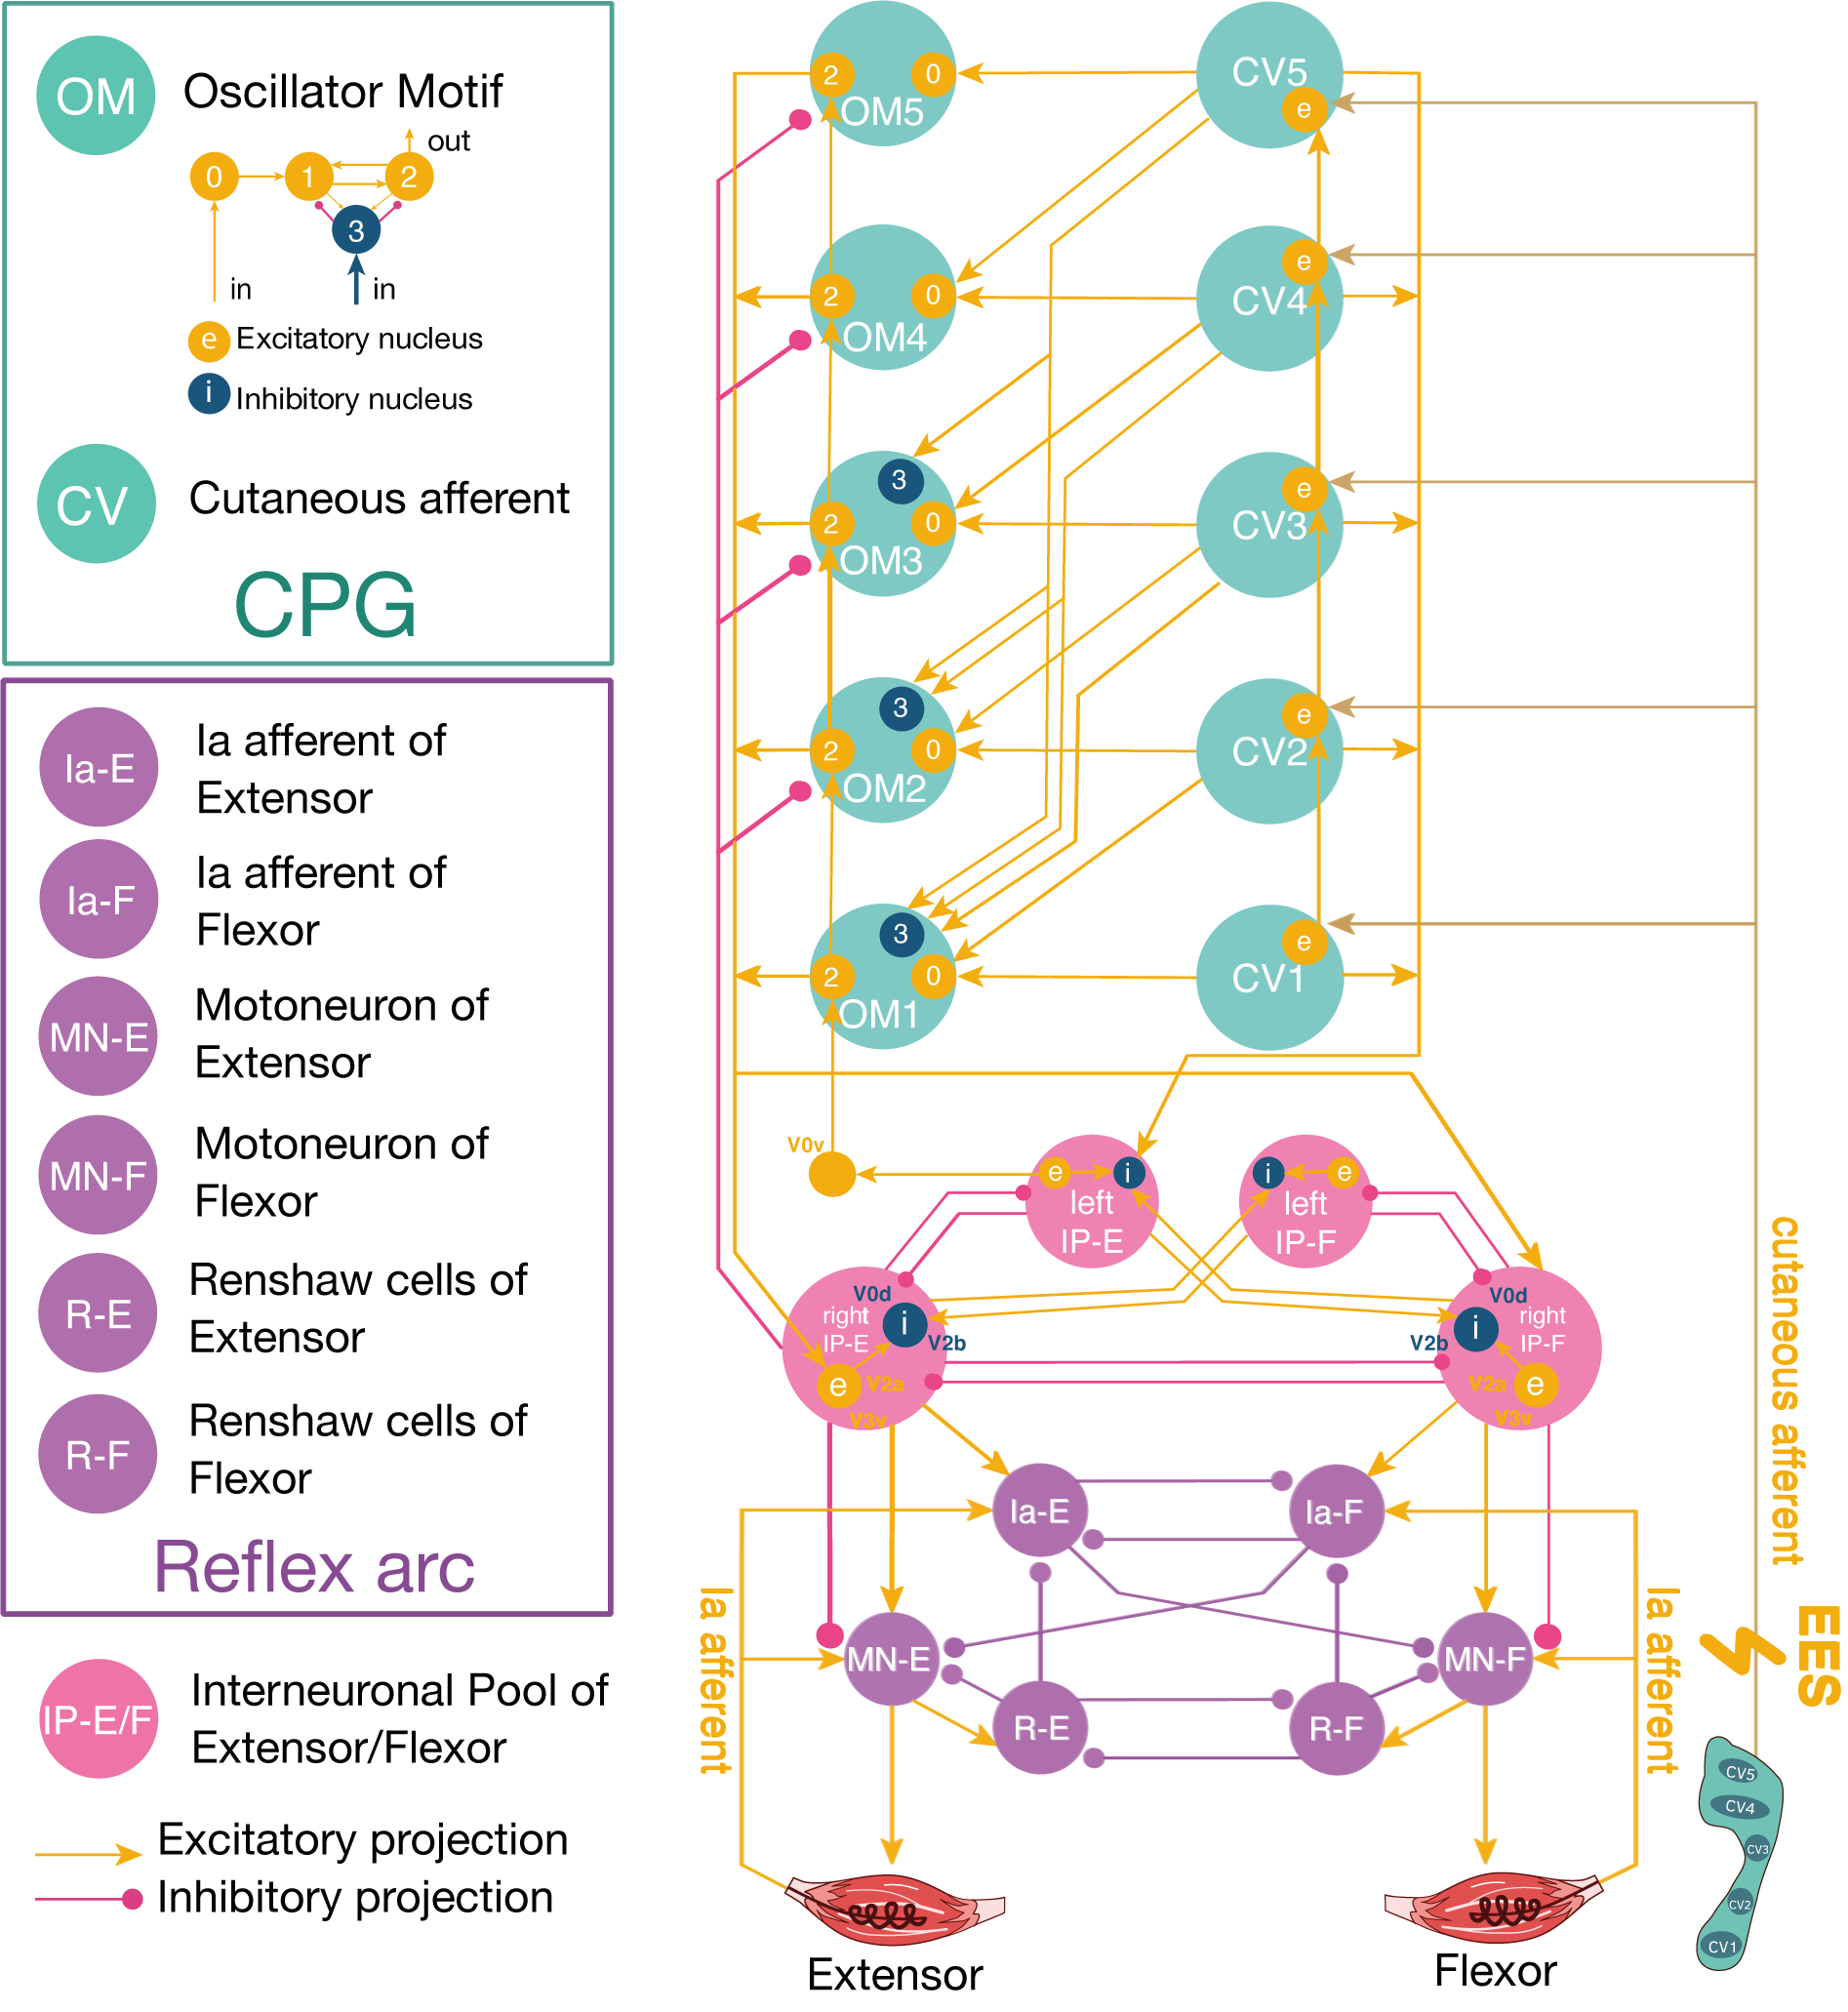 OM
Oscillator Motif
out
0
1
2
3
in
in
e
Excitatory nucleus
i
Inhibitory nucleus
CV
Cutaneous afferent
CPG
Ia-E
Ia afferent of
Extensor
Ia-F
Ia afferent of
Flexor
MN-E
Motoneuron of
Extensor
MN-F
Motoneuron of
Flexor
R-E
Renshaw cells of
Extensor
R-F
Renshaw cells of
Flexor
Reflex arc
IP-E/F
Interneuronal Pool of
Extensor/Flexor
Excitatory projection
Inhibitory projection
2
0
OM5
CV5
e
2
0
OM4
CV4
e
3
2
0
OM3
CV3
e
3
2
0
OM2
CV2
e
3
2
0
OM1
CV1
e
V0v
e
i
left
IP-E
i
e
left
IP-F
V0d
right
IP-E
i
V2b
e
V2a
V3v
V0d
right
IP-F
i
V2b
V2a
e
V3v
Ia-E
Ia-F
MN-E
MN-F
R-E
R-F
Ia afferent
Ia afferent
cutaneous afferent
EES
CV5
CV4
CV3
CV2
CV1
Extensor
Flexor